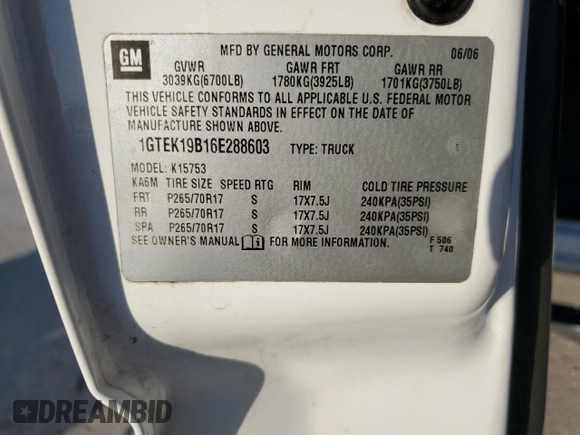 GM
MFD BY GENERAL MOTORS CORP. 06/06
GVWR GAWR FRT GAWR RR
3039KG(6700LB) 1780KG(3925LB) 1701KG(3750LB)
THIS VEHICLE CONFORMS TO ALL APPLICABLE U.S. FEDERAL MOTOR
VEHICLE SAFETY STANDARDS IN EFFECT ON THE DATE OF
MANUFACTURE SHOWN ABOVE.
1GTEK19B16E288603 TYPE: TRUCK
MODEL: K15753
KA6M TIRE SIZE SPEED RTG RIM COLD TIRE PRESSURE
FRT P265/70R17 S 17X7.5J 240KPA(35PSI)
RR P265/70R17 S 17X7.5J 240KPA(35PSI)
SPA P265/70R17 S 17X7.5J 240KPA(35PSI)
SEE OWNER'S MANUAL FOR MORE INFORMATION. F 506
T 740
DREAMBID